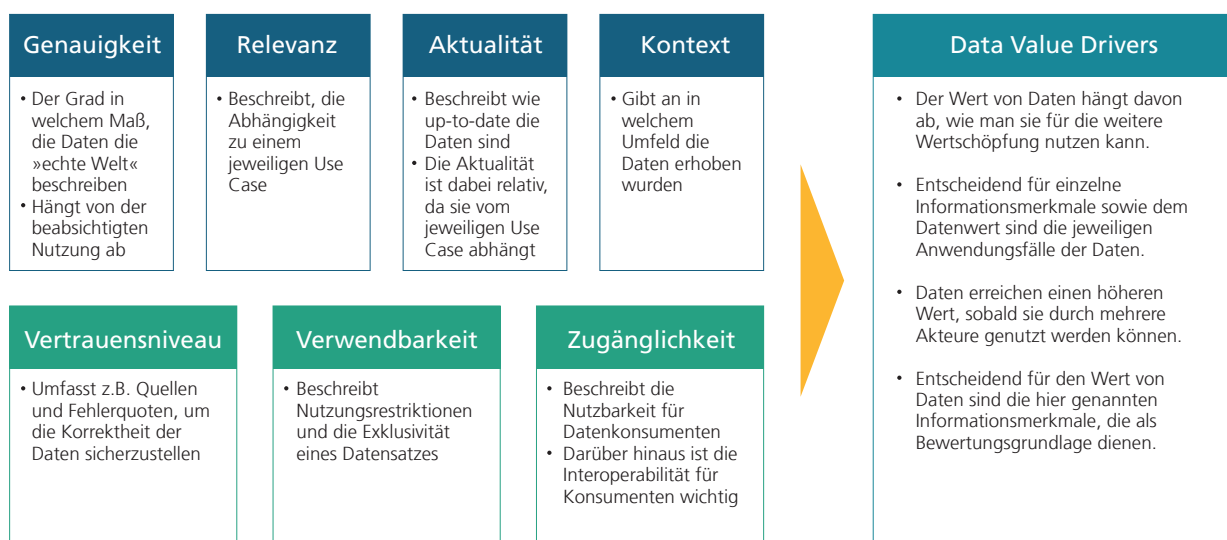 Genauigkeit
• Der Grad in
welchem Maß,
die Daten die
»echte Welt«
beschreiben
• Hängt von der
beabsichtigten
Nutzung ab
Relevanz
• Beschreibt, die
Abhängigkeit
zu einem
jeweiligen Use
Case
Aktualität
• Beschreibt wie
up-to-date die
Daten sind
• Die Aktualität
ist dabei relativ,
da sie vom
jeweiligen Use
Case abhängt
Kontext
• Gibt an in
welchem
Umfeld die
Daten erhoben
wurden
Vertrauensniveau
• Umfasst z.B. Quellen
und Fehlerquoten, um
die Korrektheit der
Daten sicherzustellen
Verwendbarkeit
• Beschreibt
Nutzungsrestriktionen
und die Exklusivität
eines Datensatzes
Zugänglichkeit
• Beschreibt die
Nutzbarkeit für
Datenkonsumenten
• Darüber hinaus ist die
Interoperabilität für
Konsumenten wichtig
Data Value Drivers
• Der Wert von Daten hängt davon
ab, wie man sie für die weitere
Wertschöpfung nutzen kann.
• Entscheidend für einzelne
Informationsmerkmale sowie dem
Datenwert sind die jeweiligen
Anwendungsfälle der Daten.
• Daten erreichen einen höheren
Wert, sobald sie durch mehrere
Akteure genutzt werden können.
• Entscheidend für den Wert von
Daten sind die hier genannten
Informationsmerkmale, die als
Bewertungsgrundlage dienen.